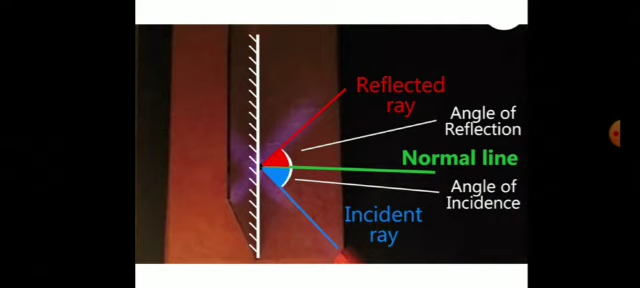 Reflected
ray
Angle of
Reflection
Normal line
Angle of
Incidence
Incident
ray